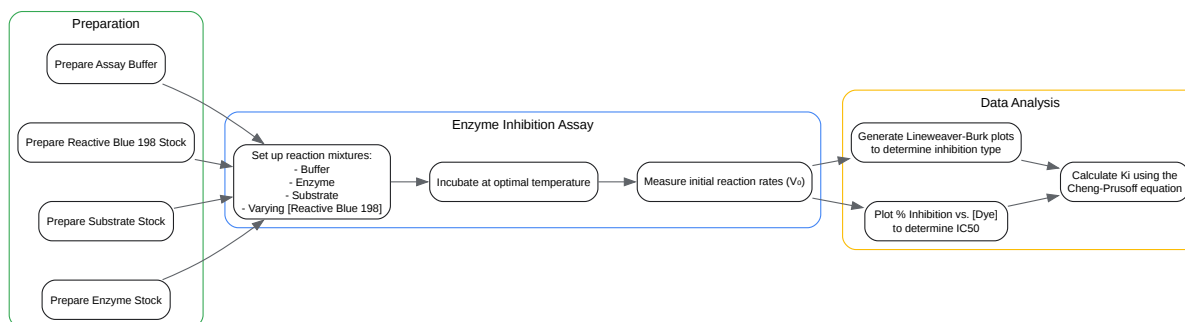 Preparation
Prepare Assay Buffer
Prepare Reactive Blue 198 Stock
Prepare Substrate Stock
Prepare Enzyme Stock
Enzyme Inhibition Assay
Set up reaction mixtures:
- Buffer
- Enzyme
- Substrate
- Varying [Reactive Blue 198]
Incubate at optimal temperature
Measure initial reaction rates (V₀)
Data Analysis
Generate Lineweaver-Burk plots
to determine inhibition type
Plot % Inhibition vs. [Dye]
to determine IC50
Calculate Ki using the
Cheng-Prusoff equation